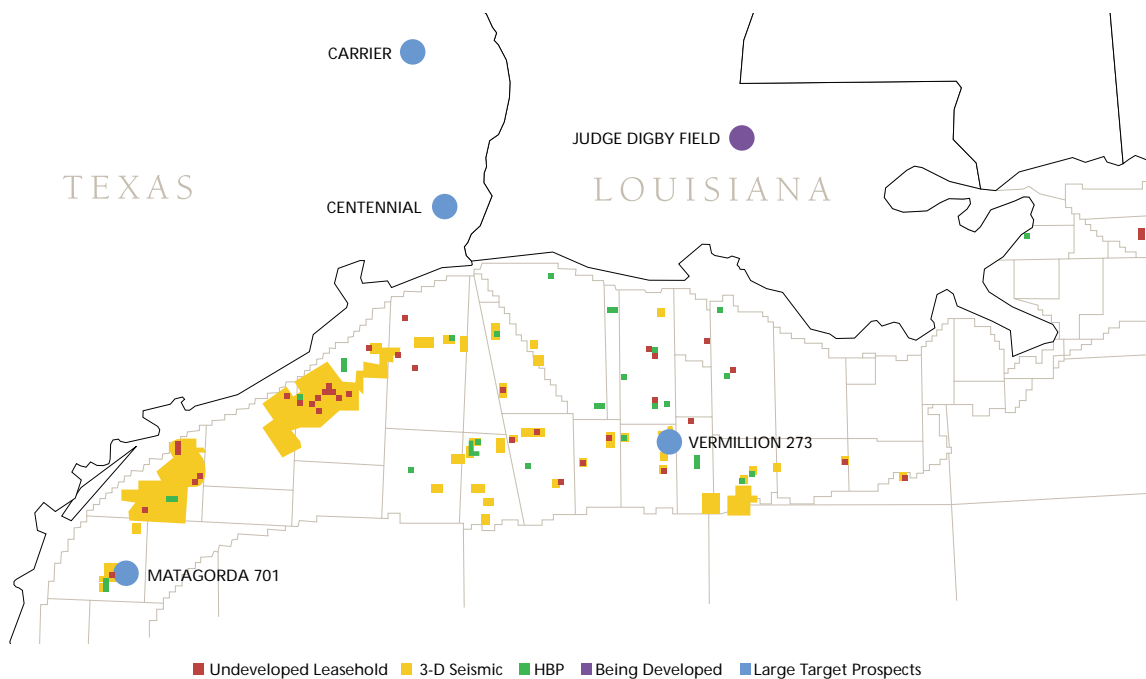 CARRIER
JUDGE DIGBY FIELD
TEXAS
LOUISIANA
CENTENNIAL
VERMILLION 273
MATAGORDA 701
Undeveloped Leasehold 3-D Seismic HBP Being Developed Large Target Prospects